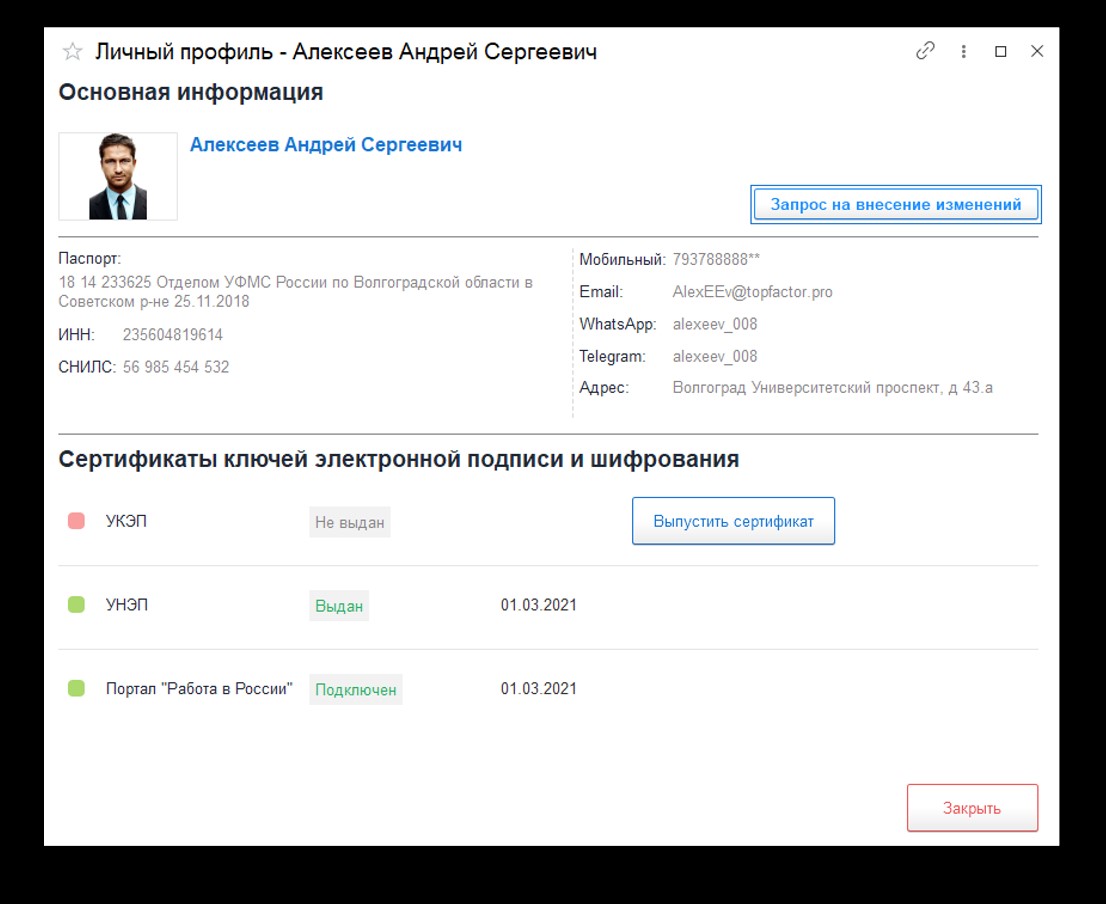 Личный профиль - Алексеев Андрей Сергеевич
Основная информация
Алексеев Андрей Сергеевич
Запрос на внесение изменений
Паспорт:
18 14 233625 Отделом УФМС России по Волгоградской области в
Советском р-не 25.11.2018
ИНН: 235604819614
СНИЛС: 56 985 454 532
Мобильный: 793788888**
Email: AlexEEv@topfactor.pro
WhatsApp: alexeev_008
Telegram: alexeev_008
Адрес: Волгоград Университетский проспект, д 43.а
Сертификаты ключей электронной подписи и шифрования
УКЭП Не выдан Выпустить сертификат
УНЭП Выдан 01.03.2021
Портал "Работа в России" Подключен 01.03.2021
Закрыть